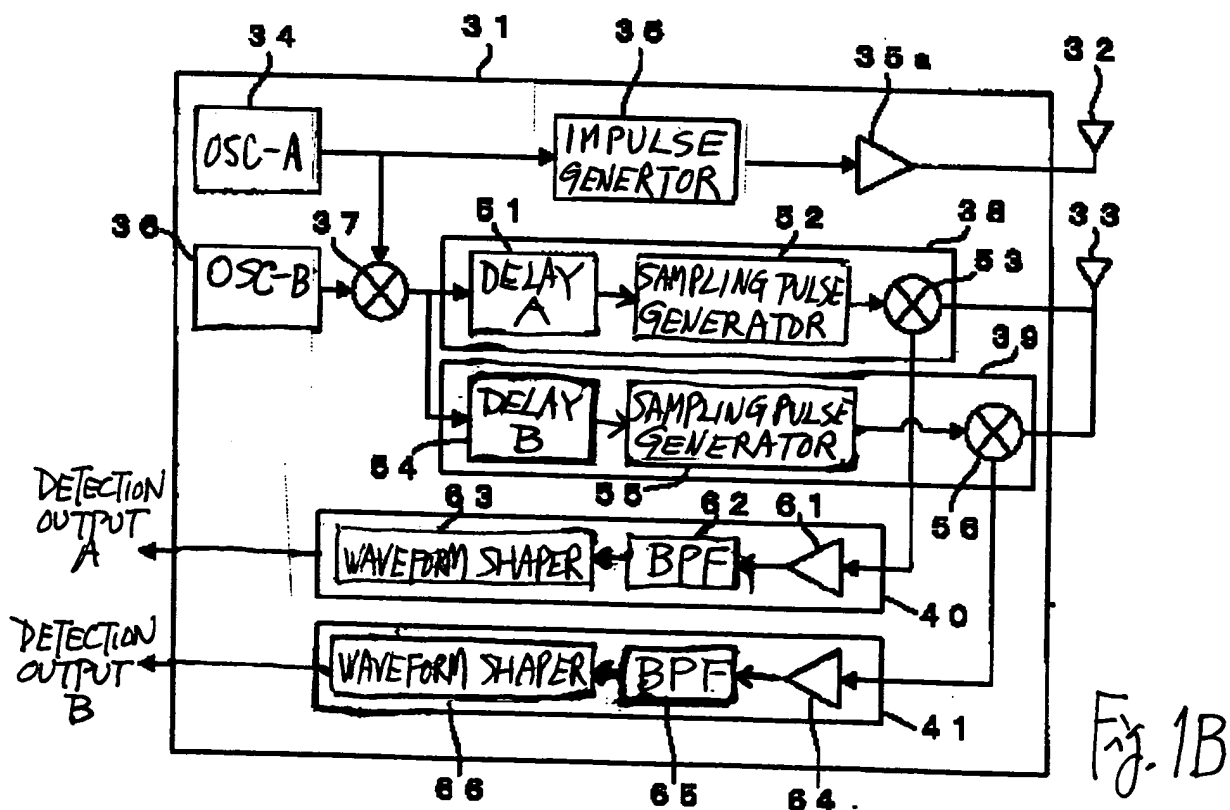 34
31
35
35a
32
OSC-A
IMPULSE
GENERTOR
36
37
51
52
38
33
OSC-B
DELAY
A
SAMPLING PULSE
GENERATOR
53
39
DELAY
B
SAMPLING PULSE
GENERATOR
54
55
56
DETECTION
OUTPUT
A
63
62
61
WAVEFORM SHAPER
BPF
40
DETECTION
OUTPUT
B
WAVEFORM SHAPER
BPF
41
66
65
64
Fig. 1B